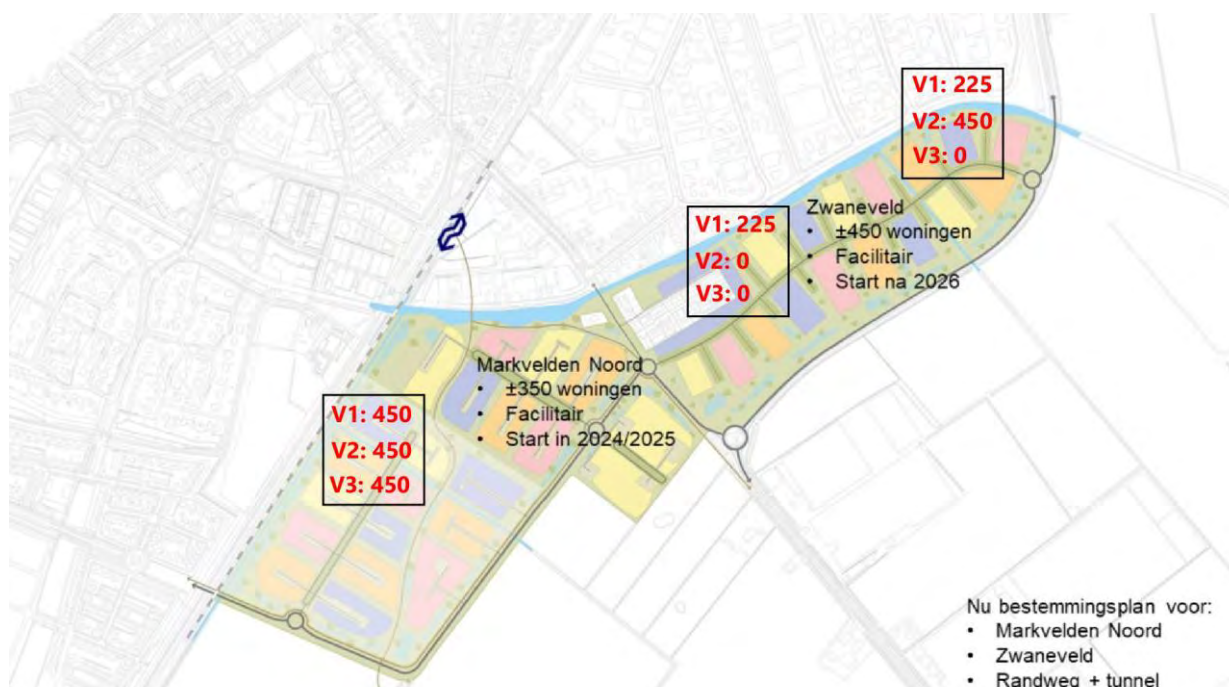 V1: 225
V2: 450
V3: 0
V1: 225
V2: 0
V3: 0
Zwaneveld
• ±450 woningen
• Facilitair
• Start na 2026
Markvelden Noord
• ±350 woningen
• Facilitair
• Start in 2024/2025
V1: 450
V2: 450
V3: 450
Nu bestemmingsplan voor:
• Markvelden Noord
• Zwaneveld
• Randweg + tunnel